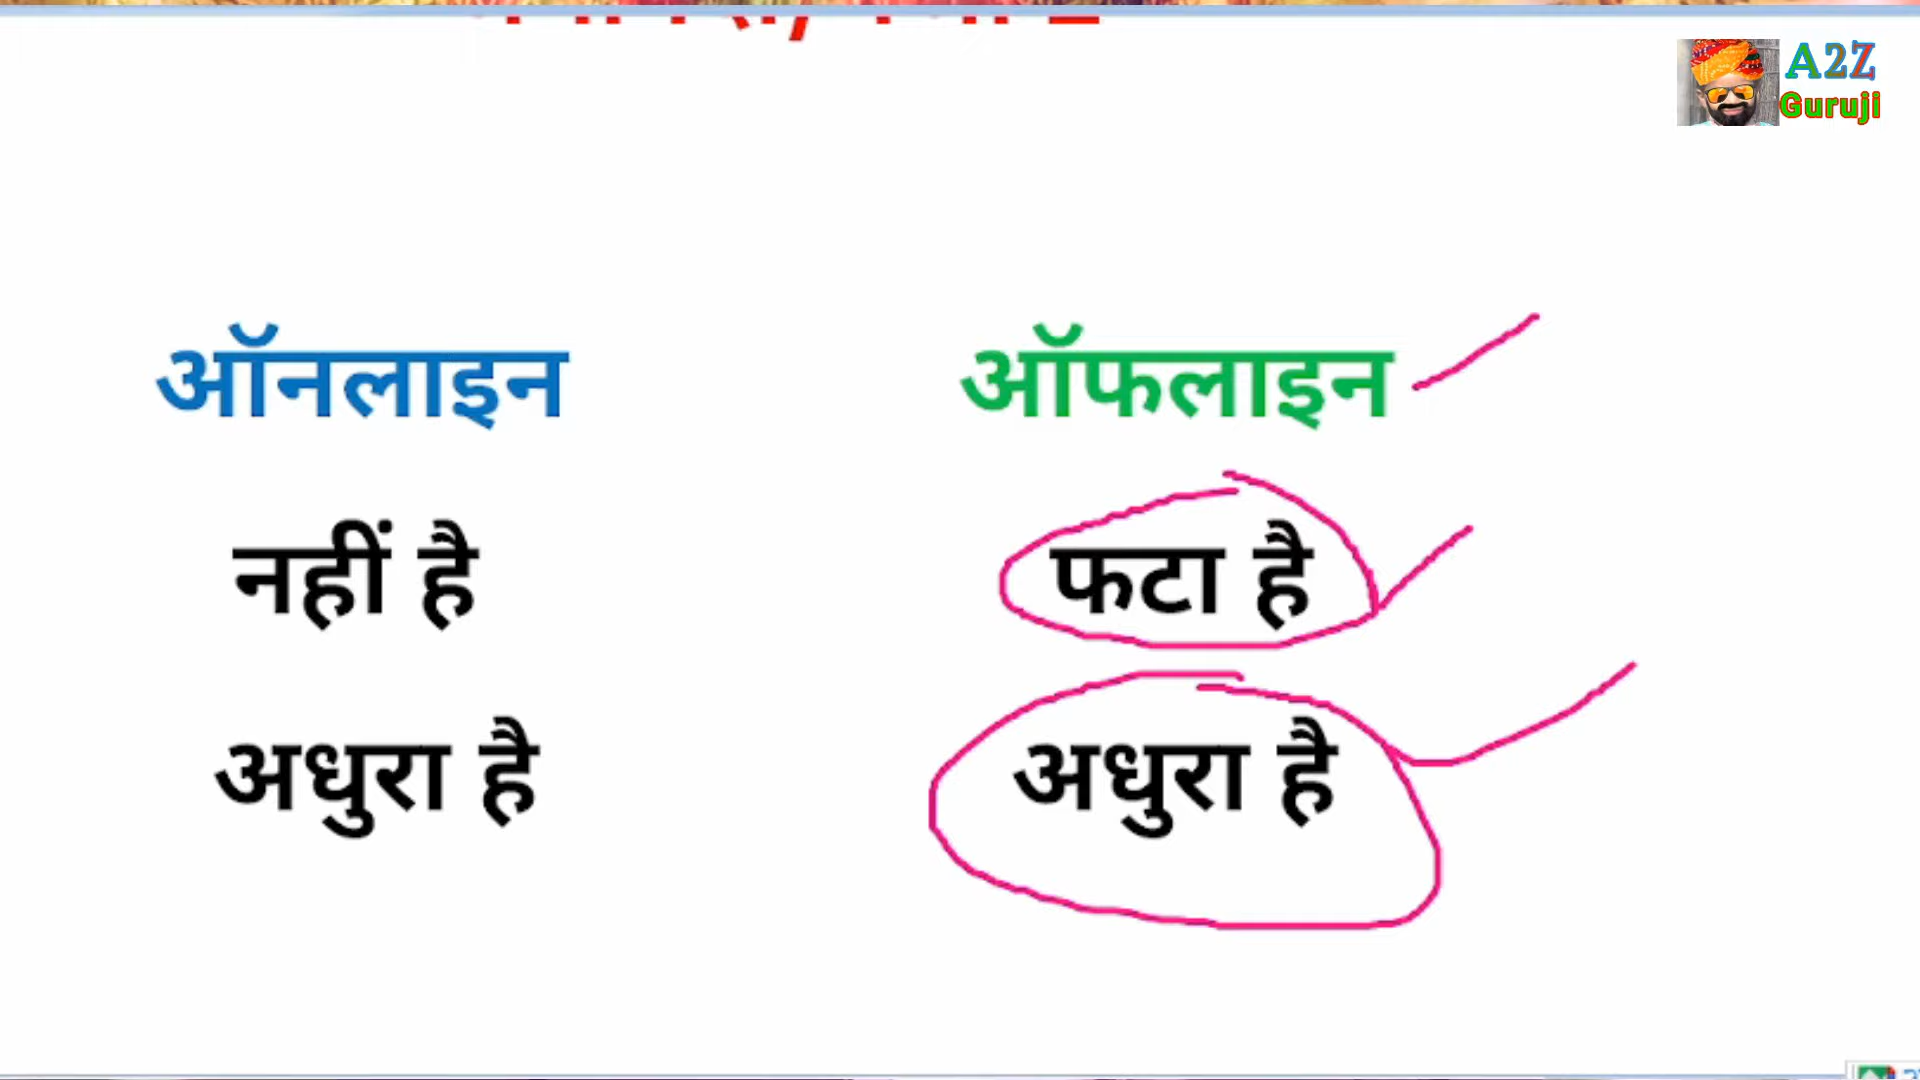 A2Z
Guruji
ऑनलाइन
ऑफलाइन
नहीं है
फटा है
अधुरा है
अधुरा है